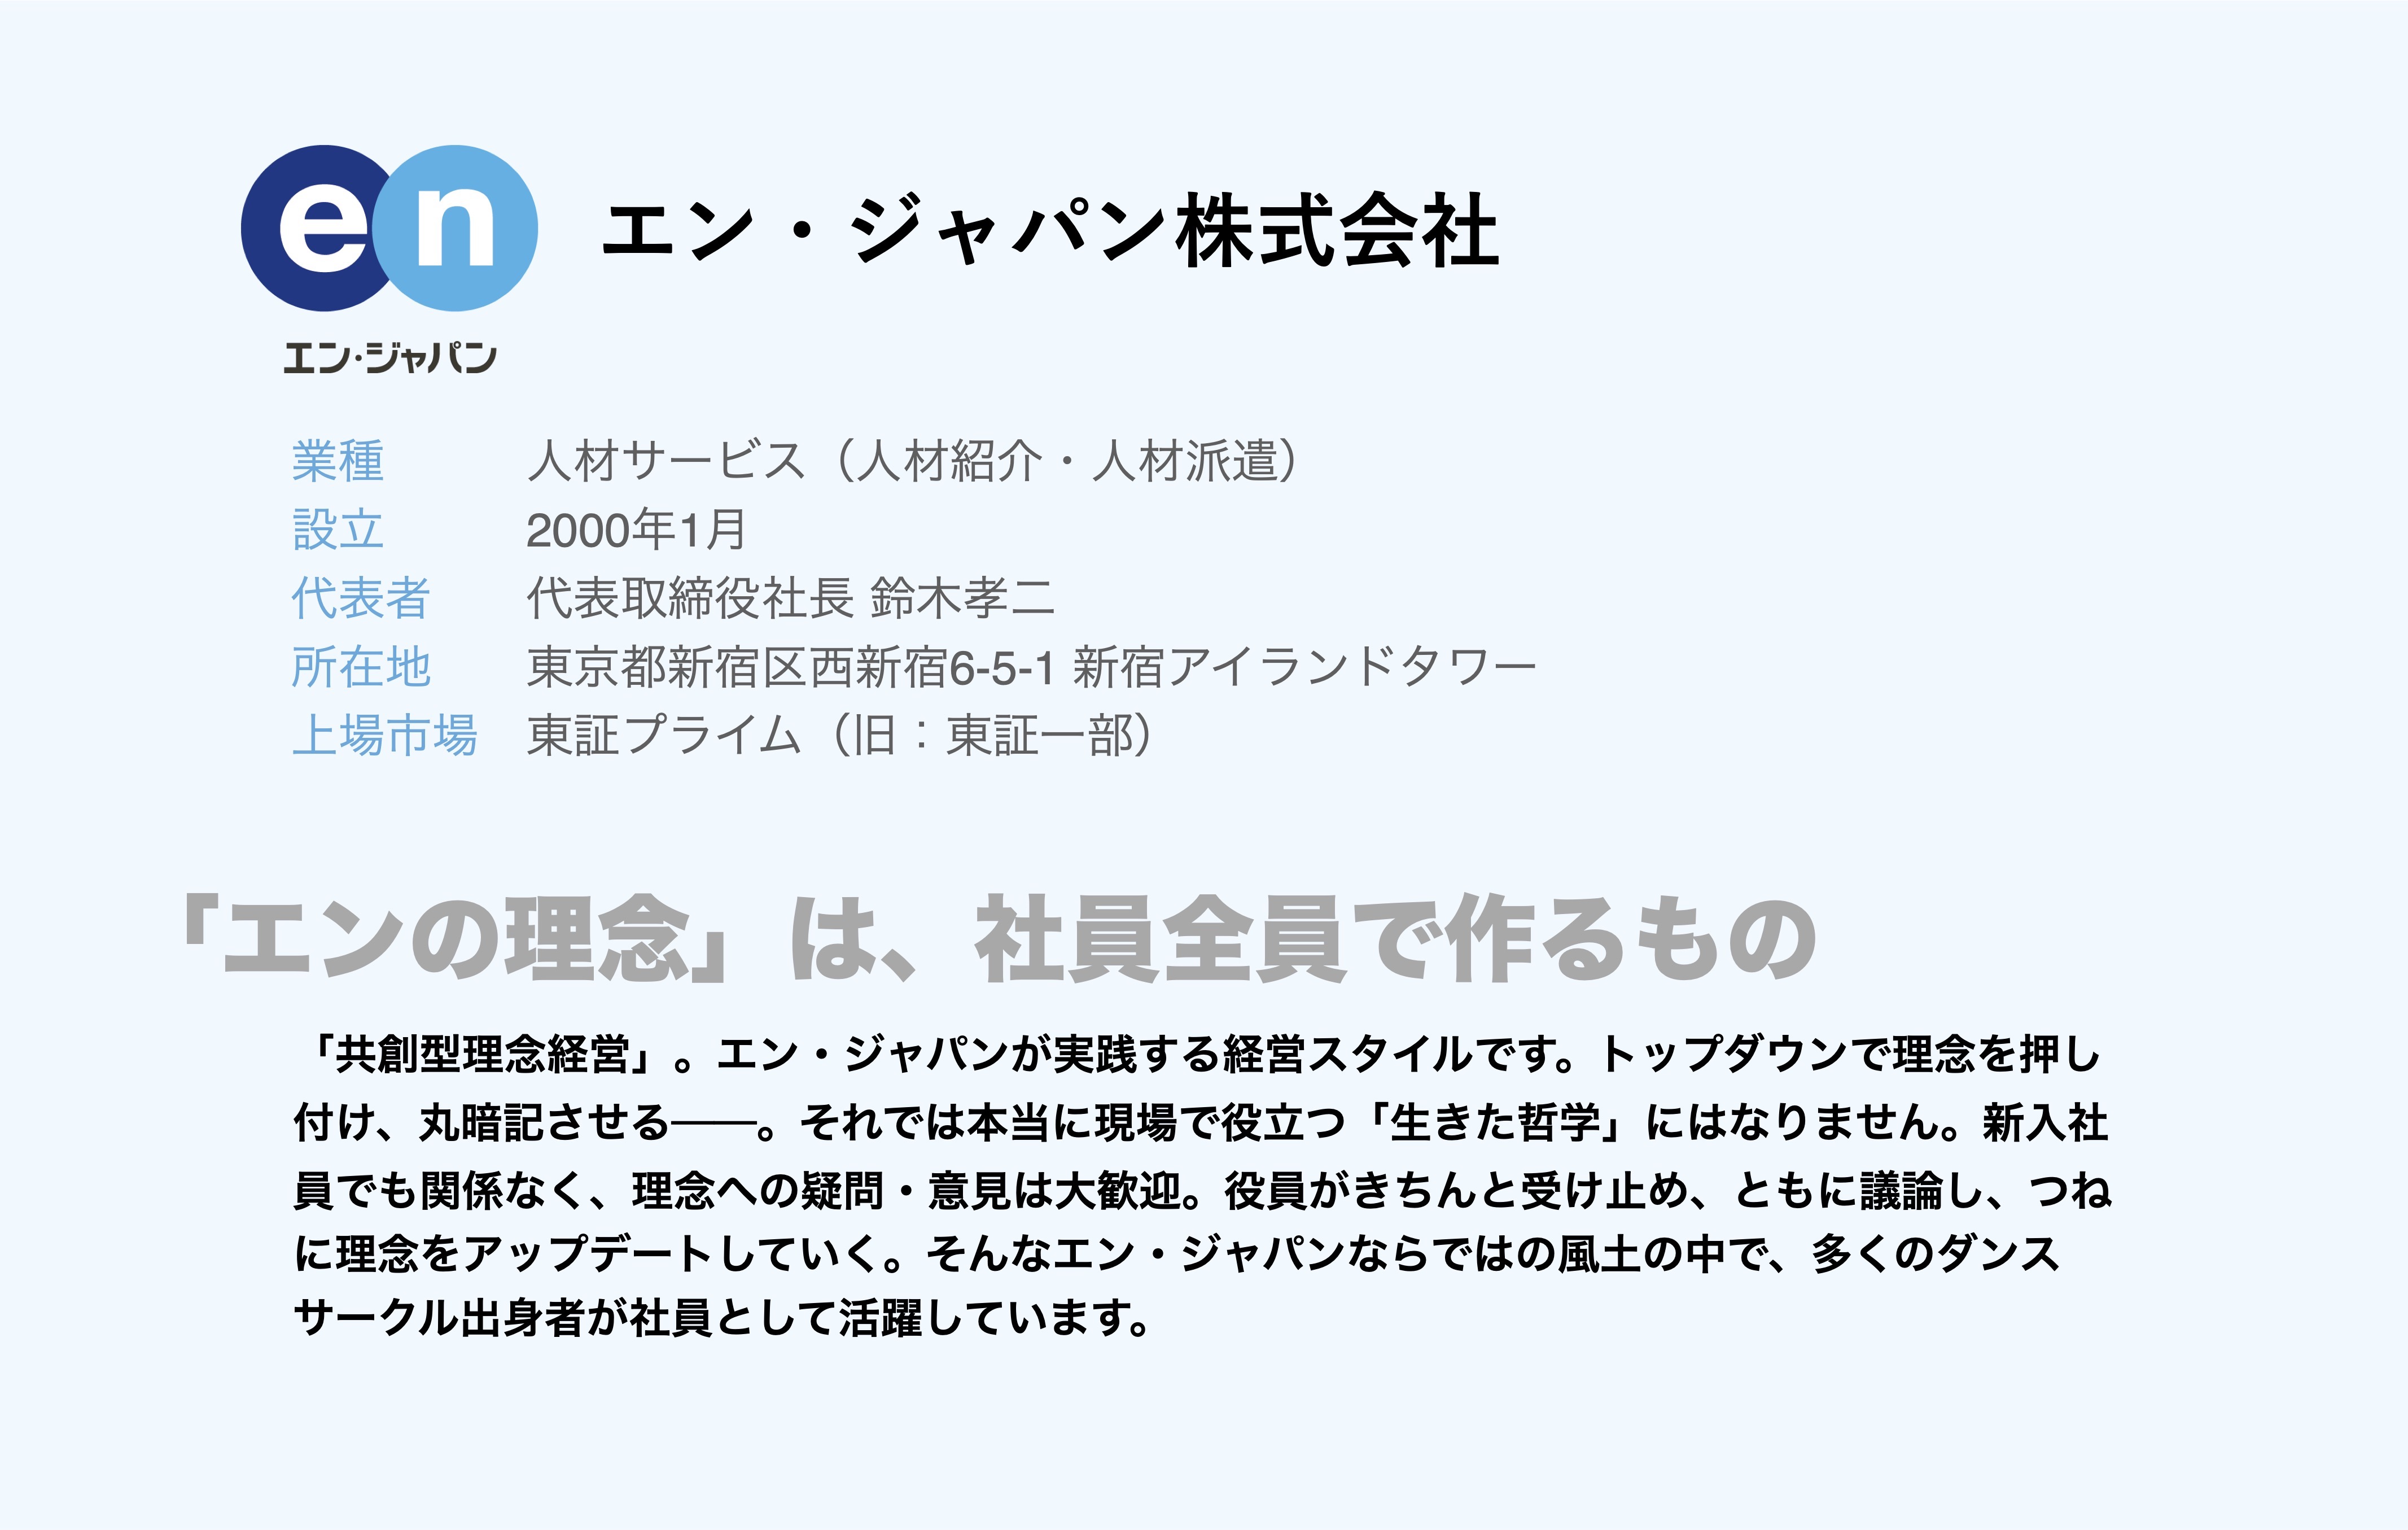 en
エン・ジャパン株式会社
エン・ジャパン
業種 人材サービス（人材紹介・人材派遣）
設立 2000年1月
代表者 代表取締役社長 鈴木孝二
所在地 東京都新宿区西新宿6-5-1 新宿アイランドタワー
上場市場 東証プライム（旧：東証一部）
「エンの理念」は、社員全員で作るもの
「共創型理念経営」。エン・ジャパンが実践する経営スタイルです。トップダウンで理念を押し
付け、丸暗記させる――。それでは本当に現場で役立つ「生きた哲学」にはなりません。新入社
員でも関係なく、理念への疑問・意見は大歓迎。役員がきちんと受け止め、ともに議論し、つね
に理念をアップデートしていく。そんなエン・ジャパンならではの風土の中で、多くのダンス
サークル出身者が社員として活躍しています。